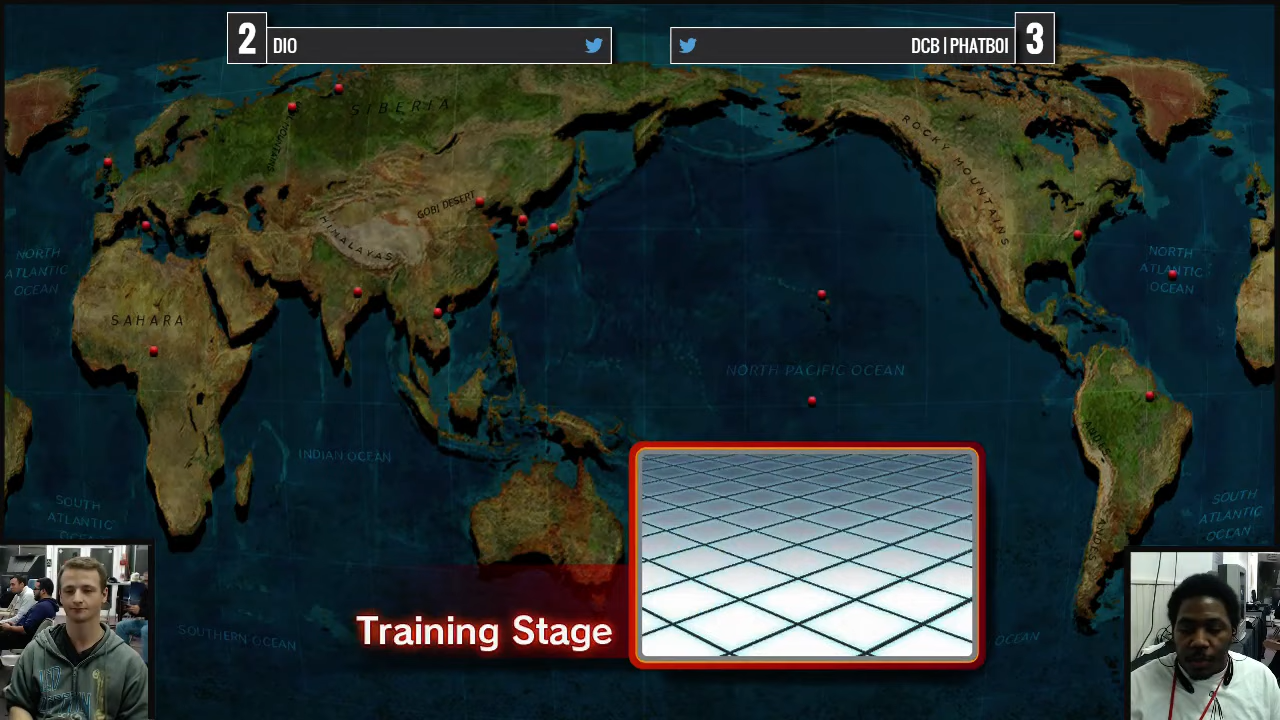 2 DIO
DCB | PHATBOI 3
SIBERIA
ROCKY MOUNTAINS
GOBI DESERT
HIMALAYAS
NORTH
ATLANTIC
OCEAN
NORTH
ATLANTIC
OCEAN
SAHARA
NORTH PACIFIC OCEAN
INDIAN OCEAN
SOUTH
ATLANTIC
OCEAN
SOUTH
ATLANTIC
OCEAN
Training Stage
SOUTHERN OCEAN
OCEAN